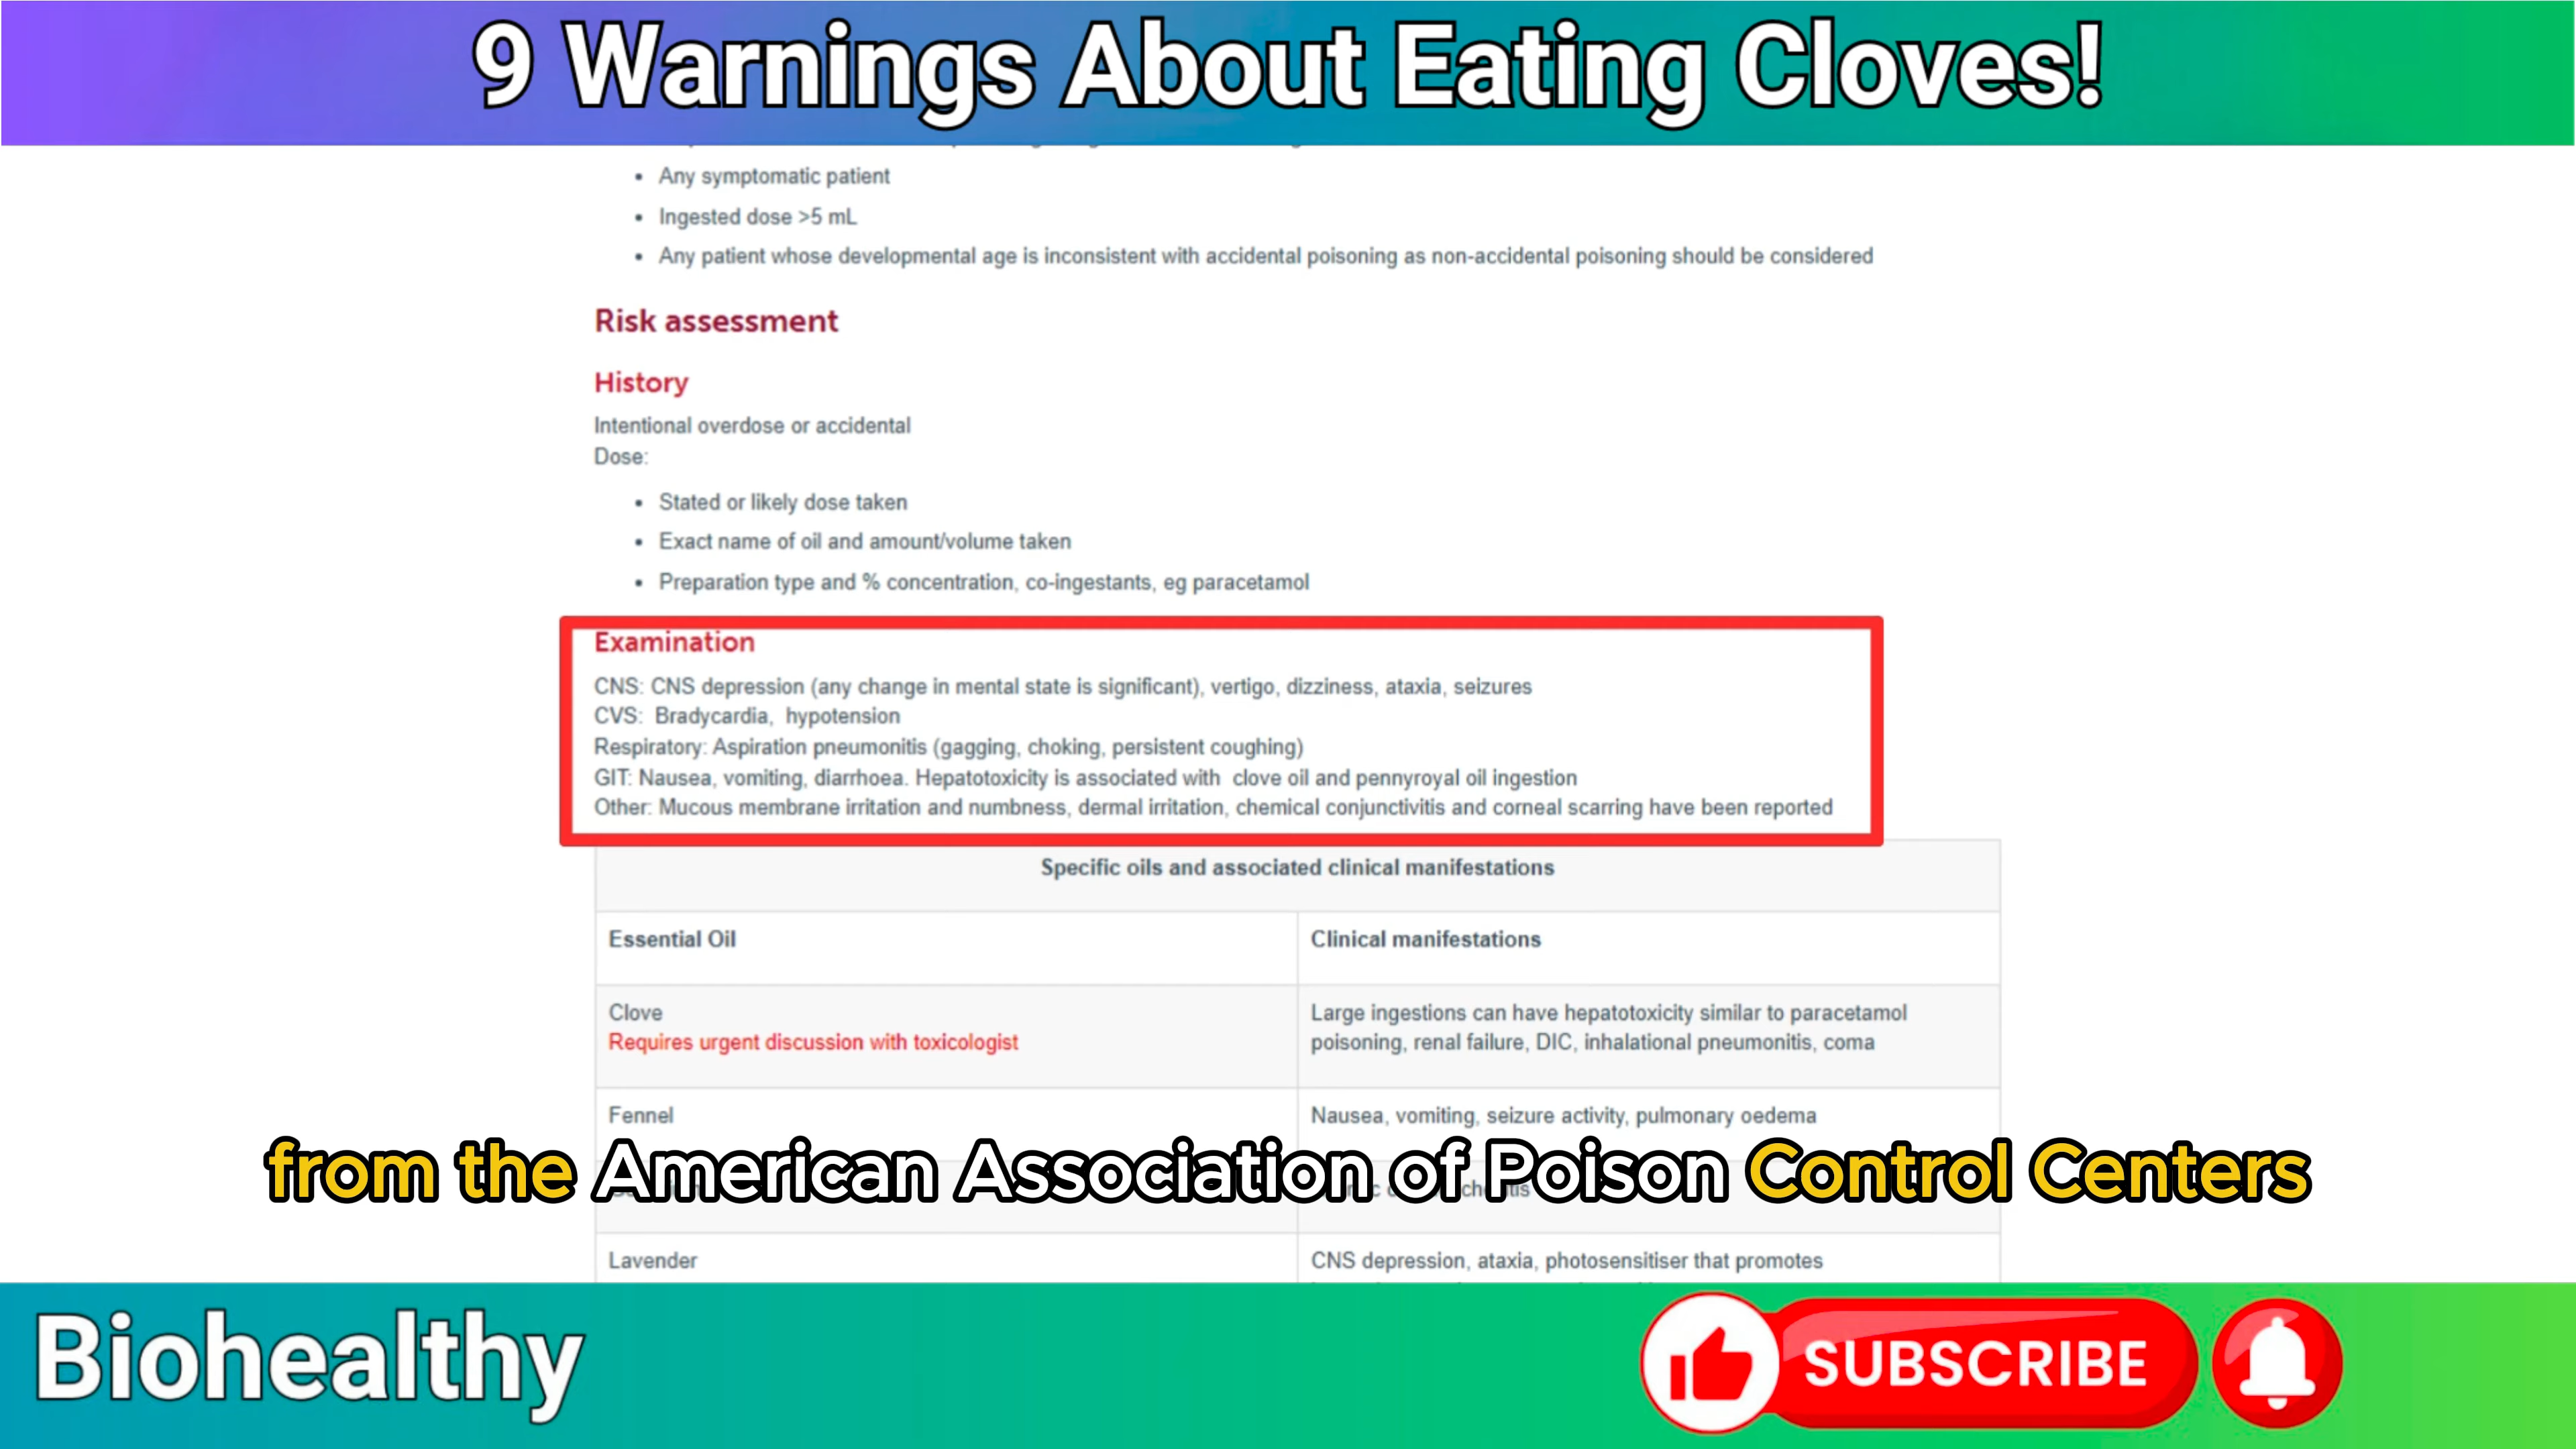 9 Warnings About Eating Cloves!
• Any symptomatic patient
• Ingested dose >5 mL
• Any patient whose developmental age is inconsistent with accidental poisoning as non-accidental poisoning should be considered
Risk assessment
History
Intentional overdose or accidental
Dose:
• Stated or likely dose taken
• Exact name of oil and amount/volume taken
• Preparation type and % concentration, co-ingestants, eg paracetamol
Examination
CNS: CNS depression (any change in mental state is significant), vertigo, dizziness, ataxia, seizures
CVS: Bradycardia, hypotension
Respiratory: Aspiration pneumonitis (gagging, choking, persistent coughing)
GIT: Nausea, vomiting, diarrhoea. Hepatotoxicity is associated with clove oil and pennyroyal oil ingestion
Other: Mucous membrane irritation and numbness, dermal irritation, chemical conjunctivitis and corneal scarring have been reported
Specific oils and associated clinical manifestations
Essential Oil
Clinical manifestations
Clove
Requires urgent discussion with toxicologist
Large ingestions can have hepatotoxicity similar to paracetamol
poisoning, renal failure, DIC, inhalational pneumonitis, coma
Fennel
Nausea, vomiting, seizure activity, pulmonary oedema
from the American Association of Poison Control Centers
Lavender
CNS depression, ataxia, photosensitiser that promotes
Biohealthy
SUBSCRIBE